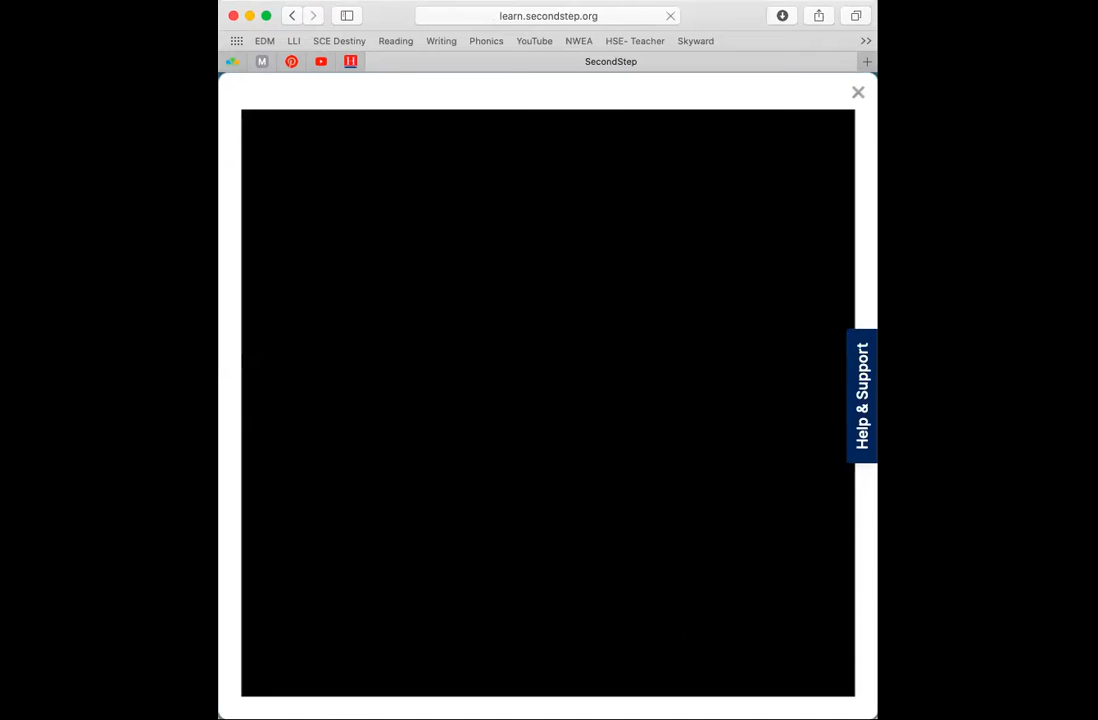 learn.secondstep.org
EDM LLI SCE Destiny Reading Writing Phonics YouTube NWEA HSE- Teacher Skyward >>
M H SecondStep +
Help & Support